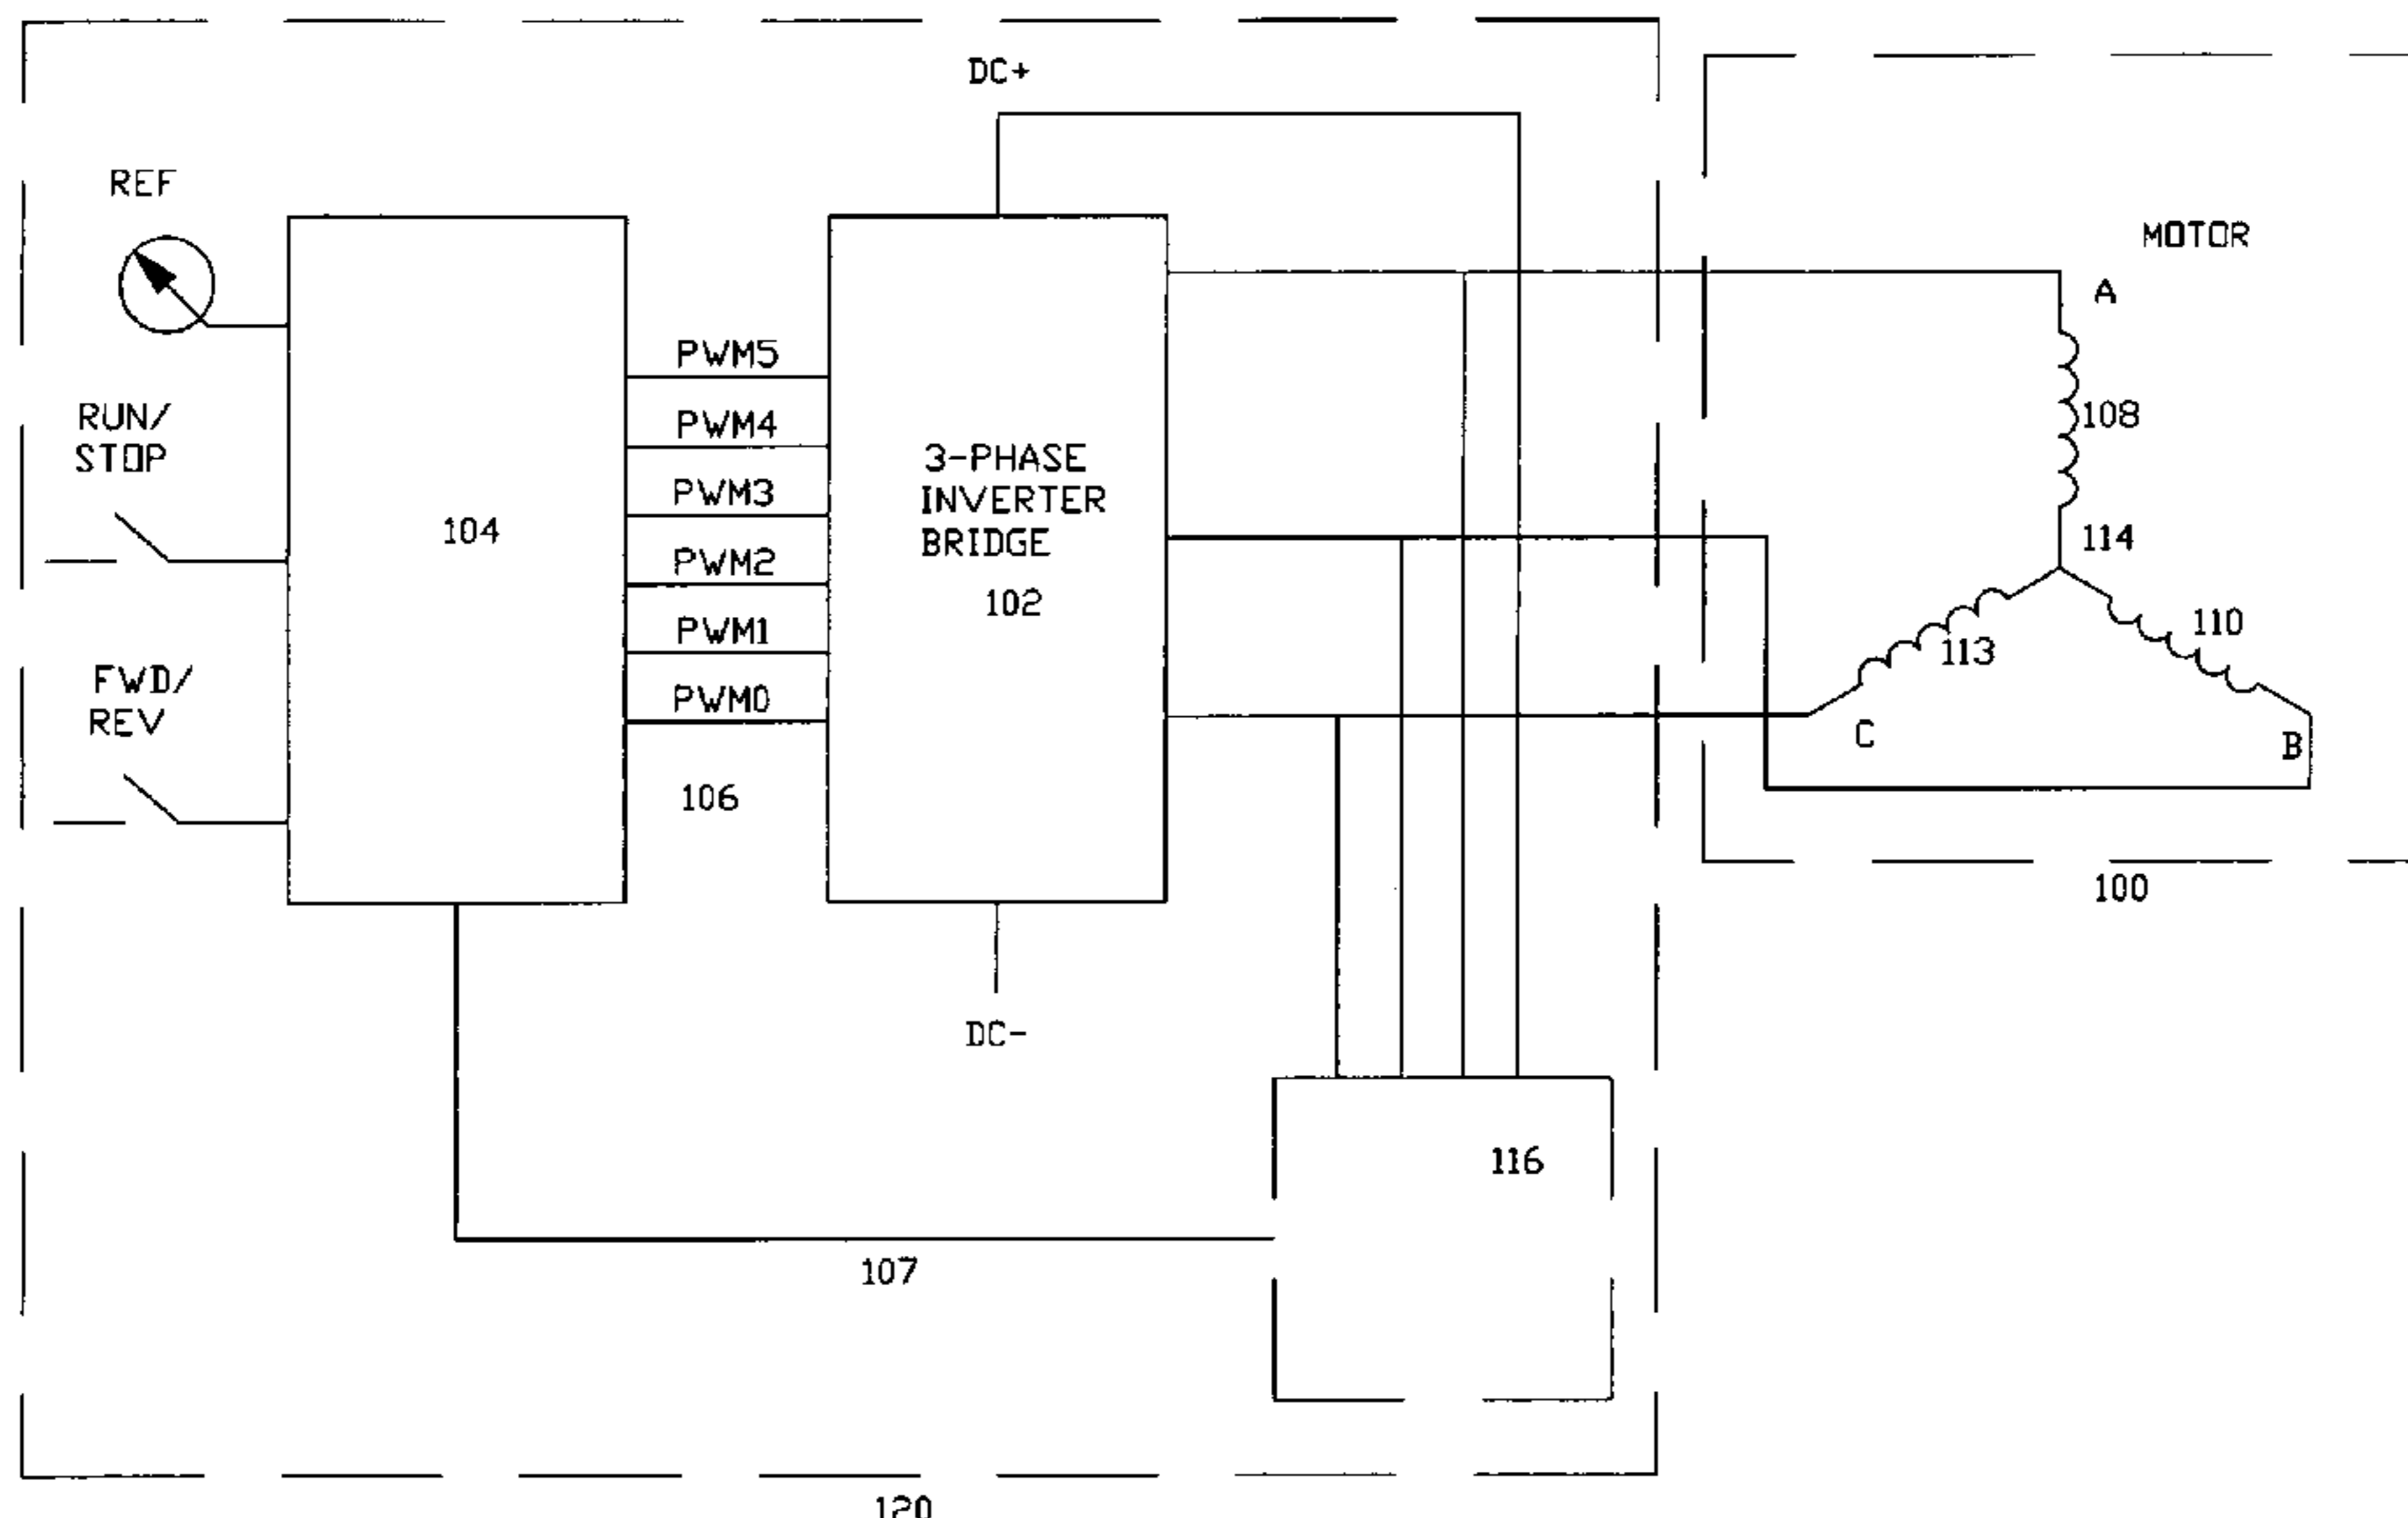 DC+
REF
MOTOR
A
PWM5
RUN/
STOP
108
PWM4
3-PHASE
INVERTER
BRIDGE
PWM3
104
114
PWM2
102
110
PWM1
113
FWD/
REV
PWM0
C
B
106
100
DC-
116
107
120